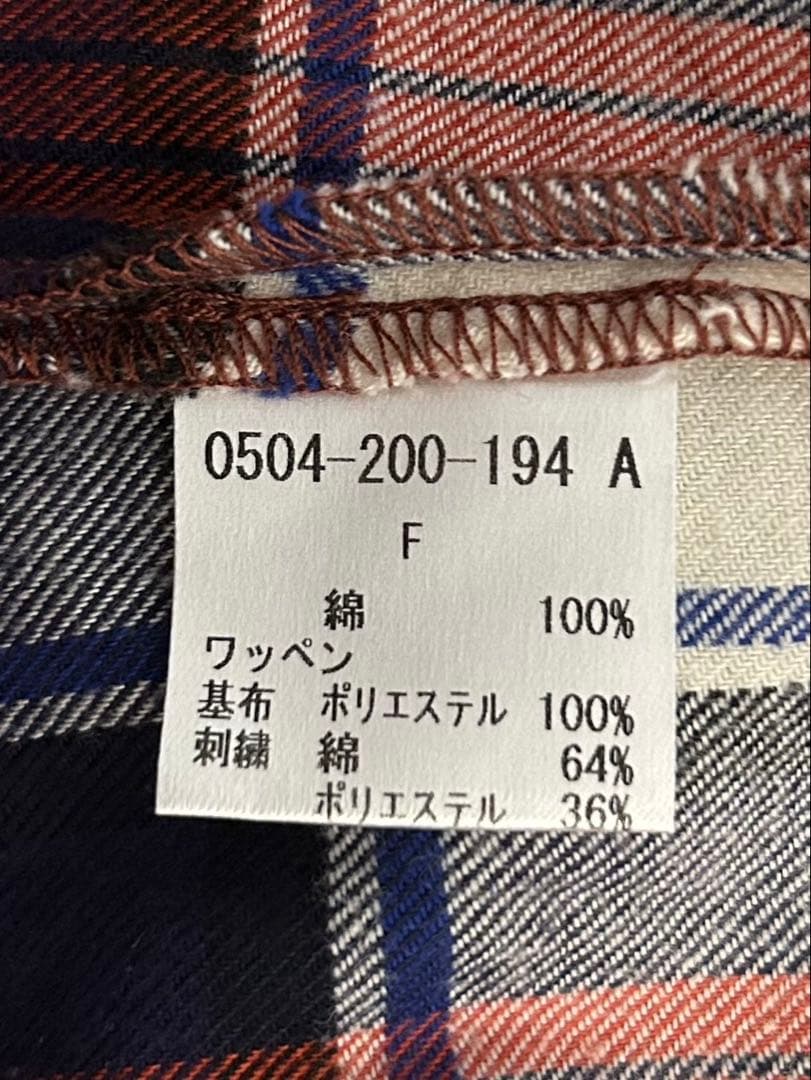 0504-200-194 A
F
綿 100%
ワッペン
基布 ポリエステル 100%
刺繍 綿 64%
ポリエステル 36%